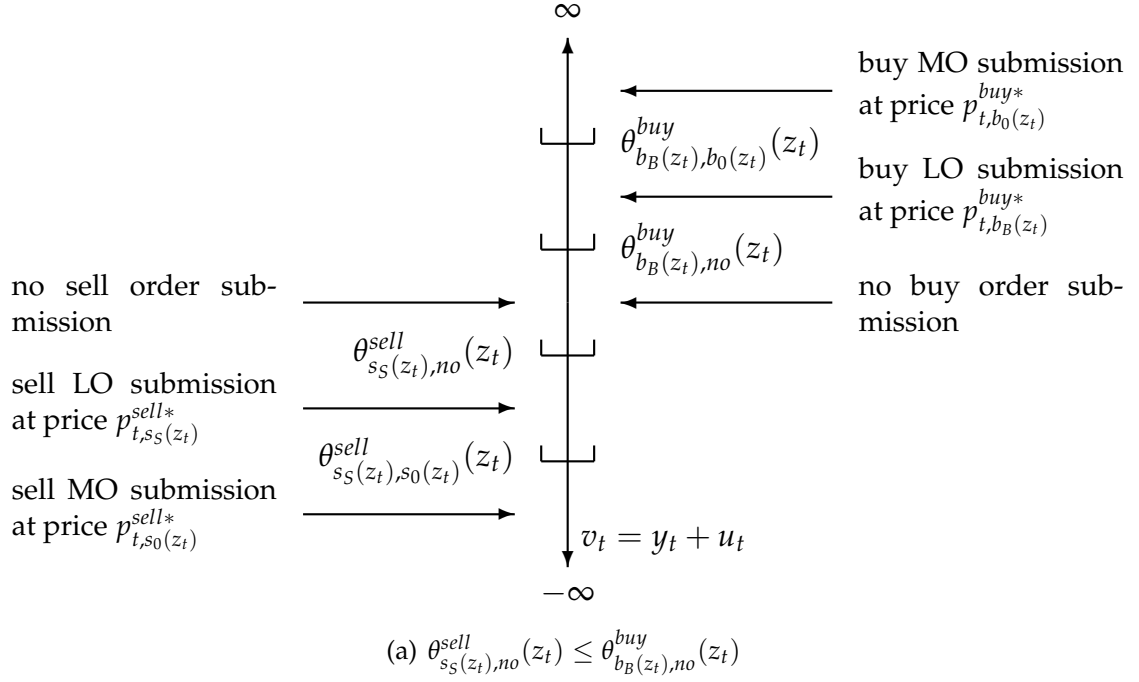 ∞
buy MO submission
at price $p^{buy*}_{t,b_0(z_t)}$
$\theta^{buy}_{b_B(z_t),b_0(z_t)}(z_t)$
buy LO submission
at price $p^{buy*}_{t,b_B(z_t)}$
$\theta^{buy}_{b_B(z_t),no}(z_t)$
no sell order sub-
mission
no buy order sub-
mission
$\theta^{sell}_{s_S(z_t),no}(z_t)$
sell LO submission
at price $p^{sell*}_{t,s_S(z_t)}$
$\theta^{sell}_{s_S(z_t),s_0(z_t)}(z_t)$
sell MO submission
at price $p^{sell*}_{t,s_0(z_t)}$
$v_t = y_t + u_t$
−∞
(a) $\theta^{sell}_{s_S(z_t),no}(z_t) \leq \theta^{buy}_{b_B(z_t),no}(z_t)$